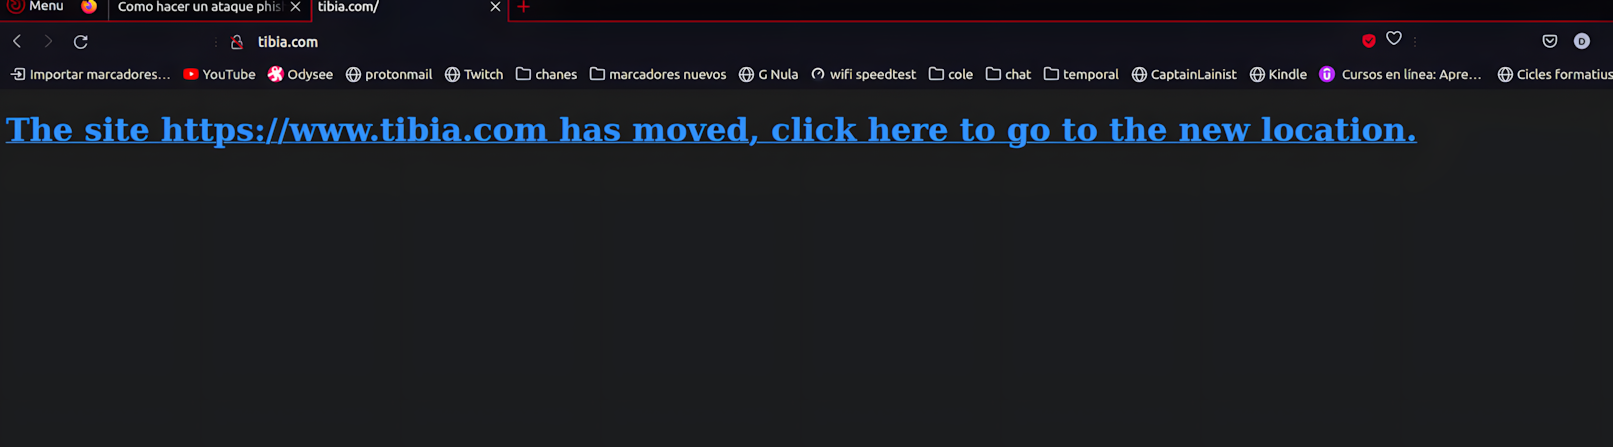 Menu Como hacer un ataque phis tibia.com/
tibia.com D
Importar marcadores... YouTube Odysee protonmail Twitch chanes marcadores nuevos G Nula wifi speedtest cole chat temporal CaptainLainist Kindle Cursos en línea: Apre... Cicles formatius
The site https://www.tibia.com has moved, click here to go to the new location.